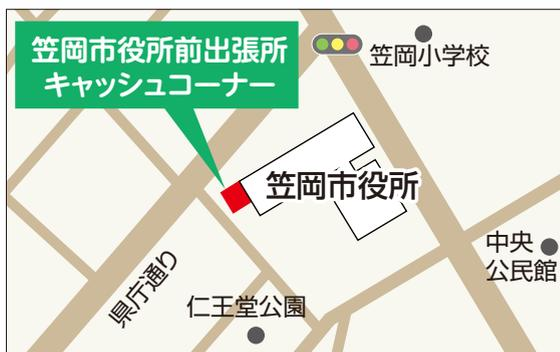 笠岡市役所前出張所
キャッシュコーナー
笠岡小学校
笠岡市役所
中央
公民館
県庁通り
仁王堂公園